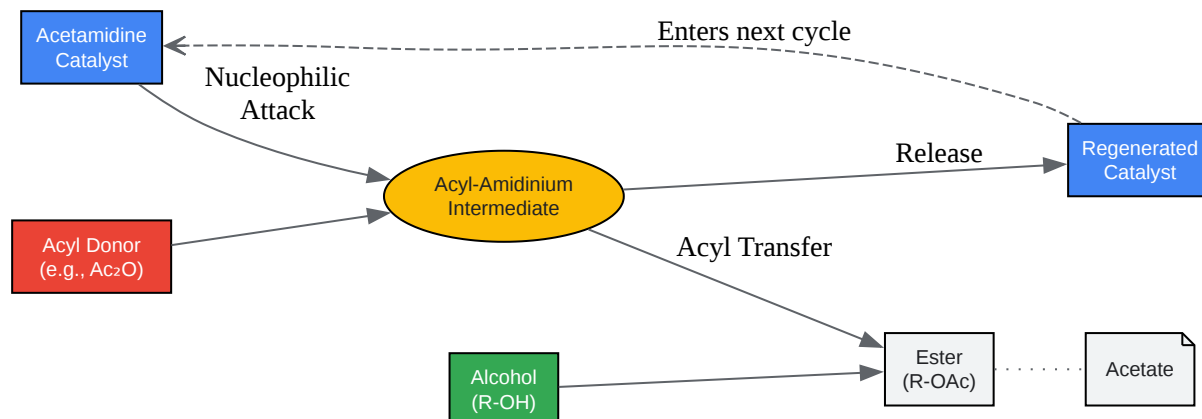 Acetamidine
Catalyst
Enters next cycle
Nucleophilic
Attack
Regenerated
Catalyst
Release
Acyl-Amidinium
Intermediate
Acyl Donor
(e.g., Ac₂O)
Acyl Transfer
Ester
(R-OAc)
Acetate
Alcohol
(R-OH)